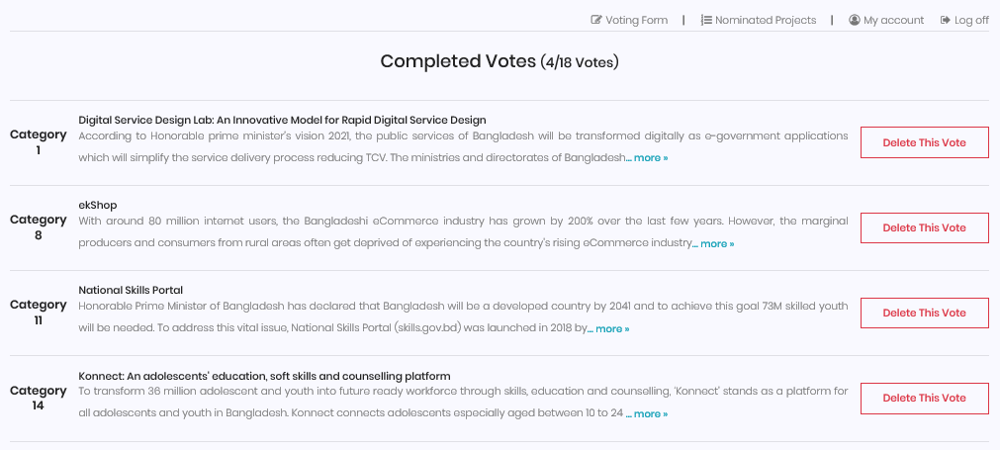 Voting Form | Nominated Projects | My account Log off
Completed Votes (4/18 Votes)
Category 1
Digital Service Design Lab: An Innovative Model for Rapid Digital Service Design
According to Honorable prime minister's vision 2021, the public services of Bangladesh will be transformed digitally as e-government applications
which will simplify the service delivery process reducing TCV. The ministries and directorates of Bangladesh... more »
Delete This Vote
Category 8
ekShop
With around 80 million internet users, the Bangladeshi eCommerce industry has grown by 200% over the last few years. However, the marginal
producers and consumers from rural areas often get deprived of experiencing the country's rising eCommerce industry... more »
Delete This Vote
Category 11
National Skills Portal
Honorable Prime Minister of Bangladesh has declared that Bangladesh will be a developed country by 2041 and to achieve this goal 73M skilled youth
will be needed. To address this vital issue, National Skills Portal (skills.gov.bd) was launched in 2018 by... more »
Delete This Vote
Category 14
Konnect: An adolescents' education, soft skills and counselling platform
To transform 36 million adolescent and youth into future ready workforce through skills, education and counselling, 'Konnect' stands as a platform for
all adolescents and youth in Bangladesh. Konnect connects adolescents especially aged between 10 to 24 ... more »
Delete This Vote